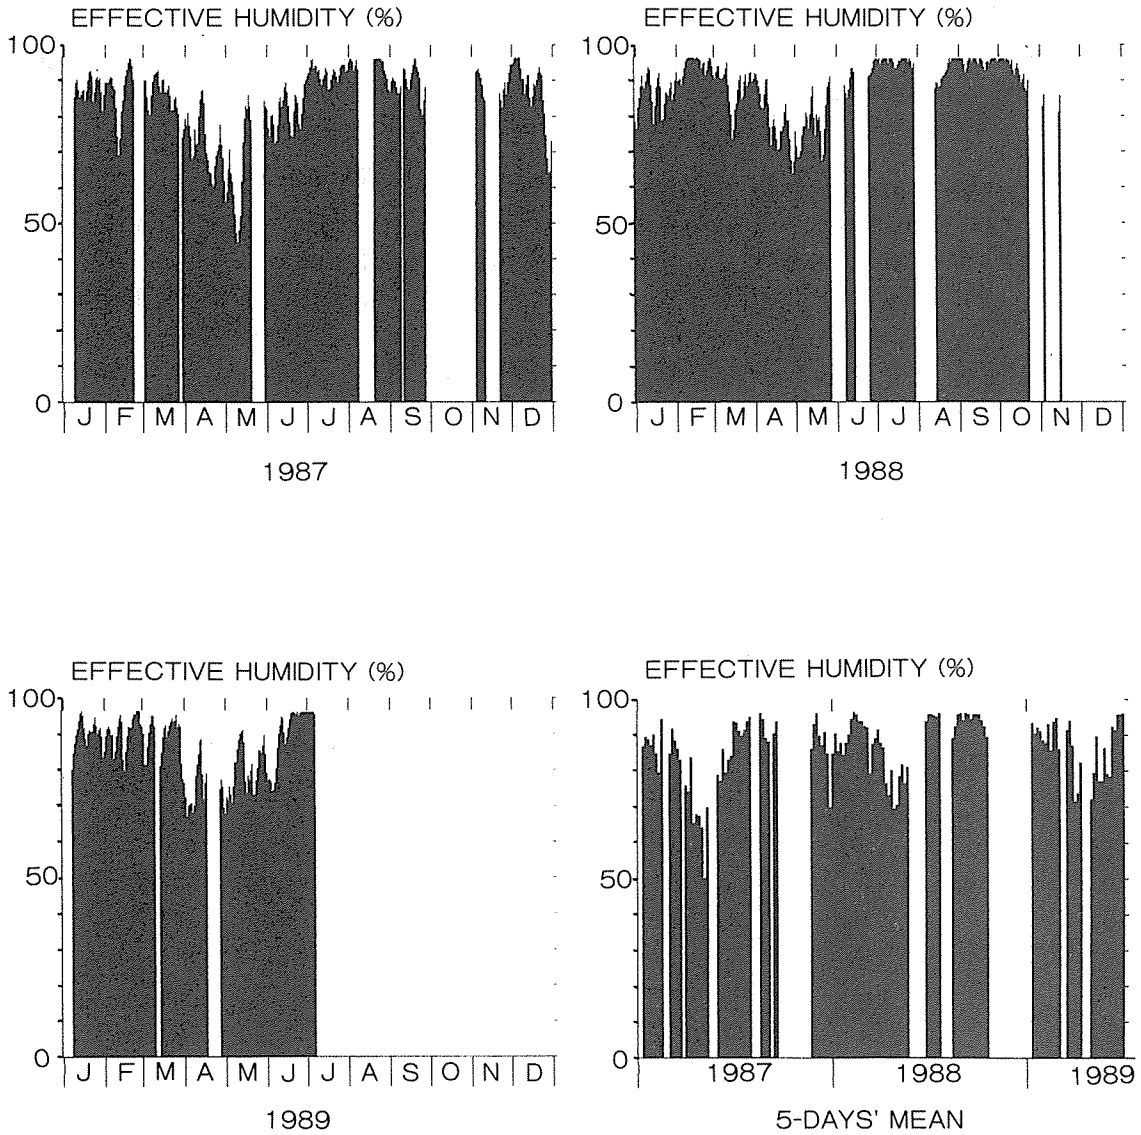 EFFECTIVE HUMIDITY (%)
100
50
0
J F M A M J J A S O N D
1987
EFFECTIVE HUMIDITY (%)
100
50
0
J F M A M J J A S O N D
1988
EFFECTIVE HUMIDITY (%)
100
50
0
J F M A M J J A S O N D
1989
EFFECTIVE HUMIDITY (%)
100
50
0
1987 1988 1989
5-DAYS' MEAN